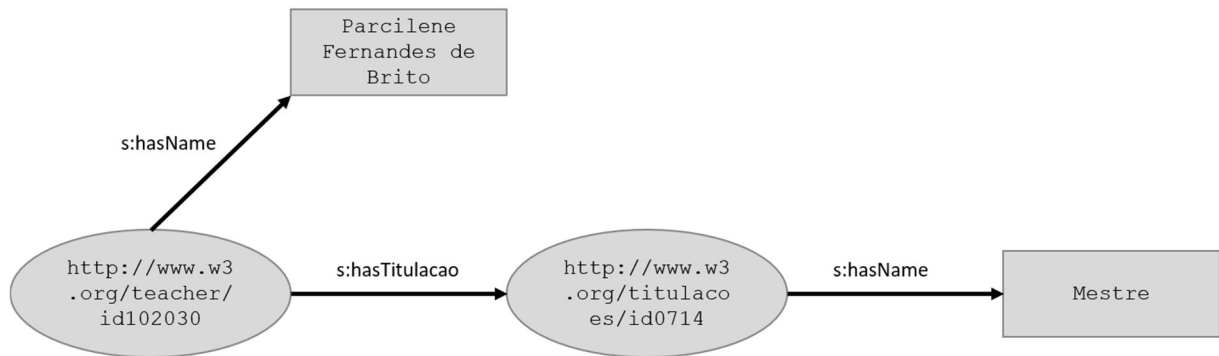 Parcilene
Fernandes de
Brito
s:hasName
http://www.w3
.org/teacher/
id102030
s:hasTitulacao
http://www.w3
.org/titulaco
es/id0714
s:hasName
Mestre